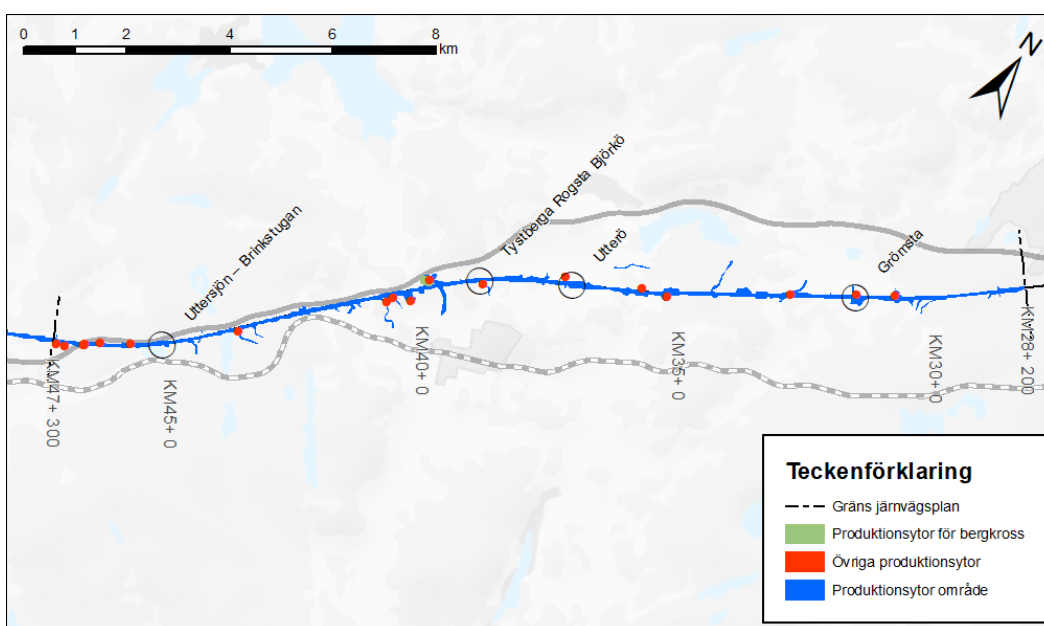 0 1 2 4 6 8
km
N
Uttersjön – Brinkstugan
Tystberga Rogsta Björkö
Utterö
Grömsta
KM47+ 300
KM45+ 0
KM40+ 0
KM35+ 0
KM30+0
KM28+ 200
Teckenförklaring
Gräns järnvägsplan
Produktionsytor för bergkross
Övriga produktionsytor
Produktionsytor område